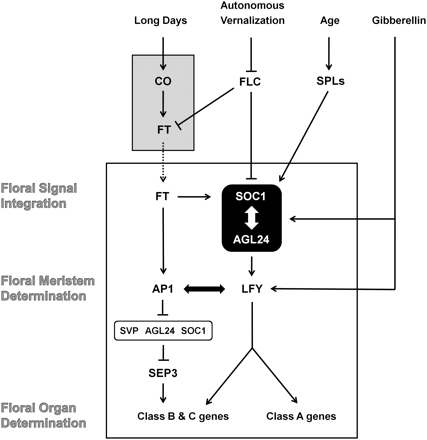 Long Days
Autonomous
Vernalization
Age
Gibberellin
CO
FLC
SPLs
FT
Floral Signal
Integration
FT
SOC1
AGL24
Floral Meristem
Determination
AP1
LFY
SVP AGL24 SOC1
SEP3
Floral Organ
Determination
Class B & C genes
Class A genes